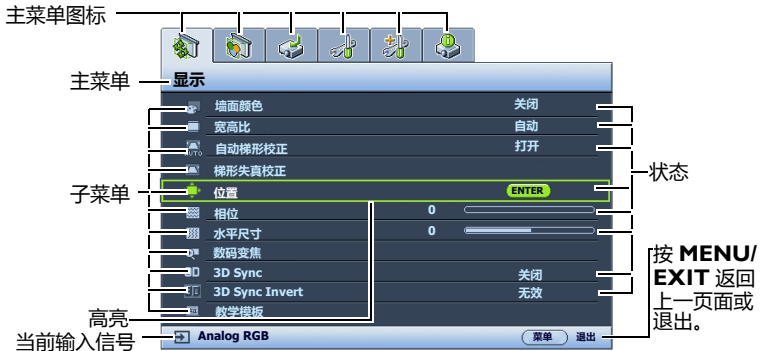 主菜单图标
主菜单
显示
墙面颜色 关闭
宽高比 自动
自动梯形校正 打开
AUTO
梯形失真校正
状态
子菜单
位置 ENTER
相位 0
水平尺寸 0
数码变焦
3D 3D Sync 关闭
3D Sync Invert 无效
教学模板
按 MENU/
EXIT 返回
上一页面或
退出。
高亮
当前输入信号
Analog RGB 菜单 退出